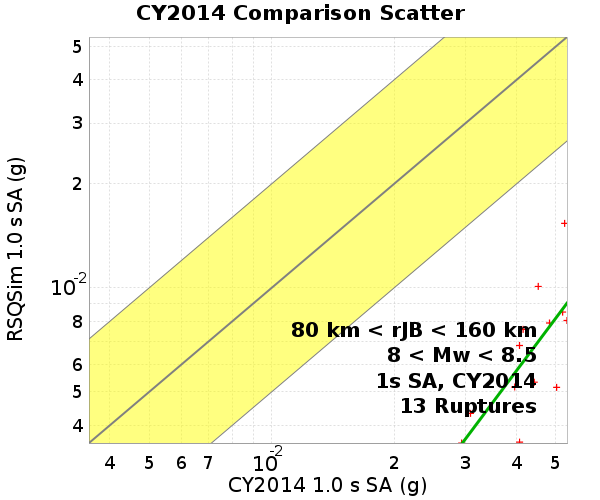 CY2014 Comparison Scatter
RSQSim 1.0 s SA (g)
5
4
3
2
10-2
8
6
5
4
80 km < rJB < 160 km
8 < Mw < 8.5
1s SA, CY2014
13 Ruptures
4 5 6 7 10-2 2 3 4 5
CY2014 1.0 s SA (g)